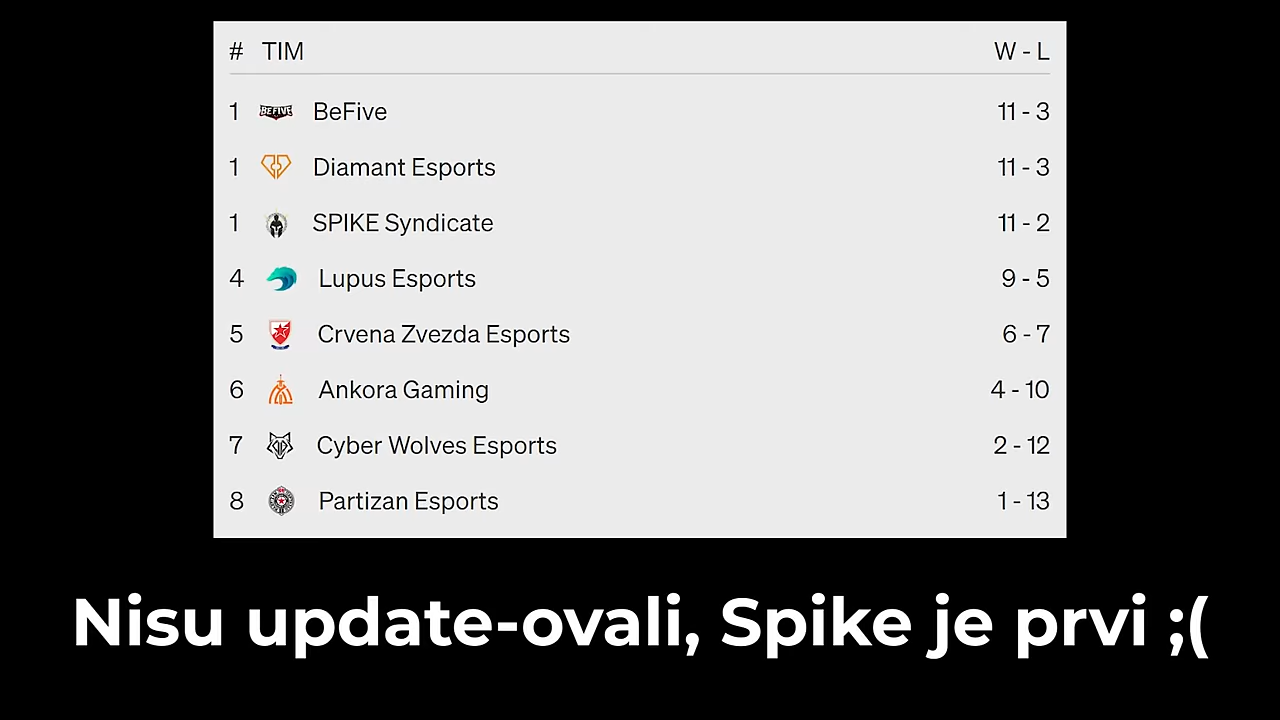 # TIM W - L
1 BEFIVE BeFive 11 - 3
1 Diamant Esports 11 - 3
1 SPIKE Syndicate 11 - 2
4 Lupus Esports 9 - 5
5 Crvena Zvezda Esports 6 - 7
6 Ankora Gaming 4 - 10
7 Cyber Wolves Esports 2 - 12
8 Partizan Esports 1 - 13
Nisu update-ovali, Spike je prvi ;(